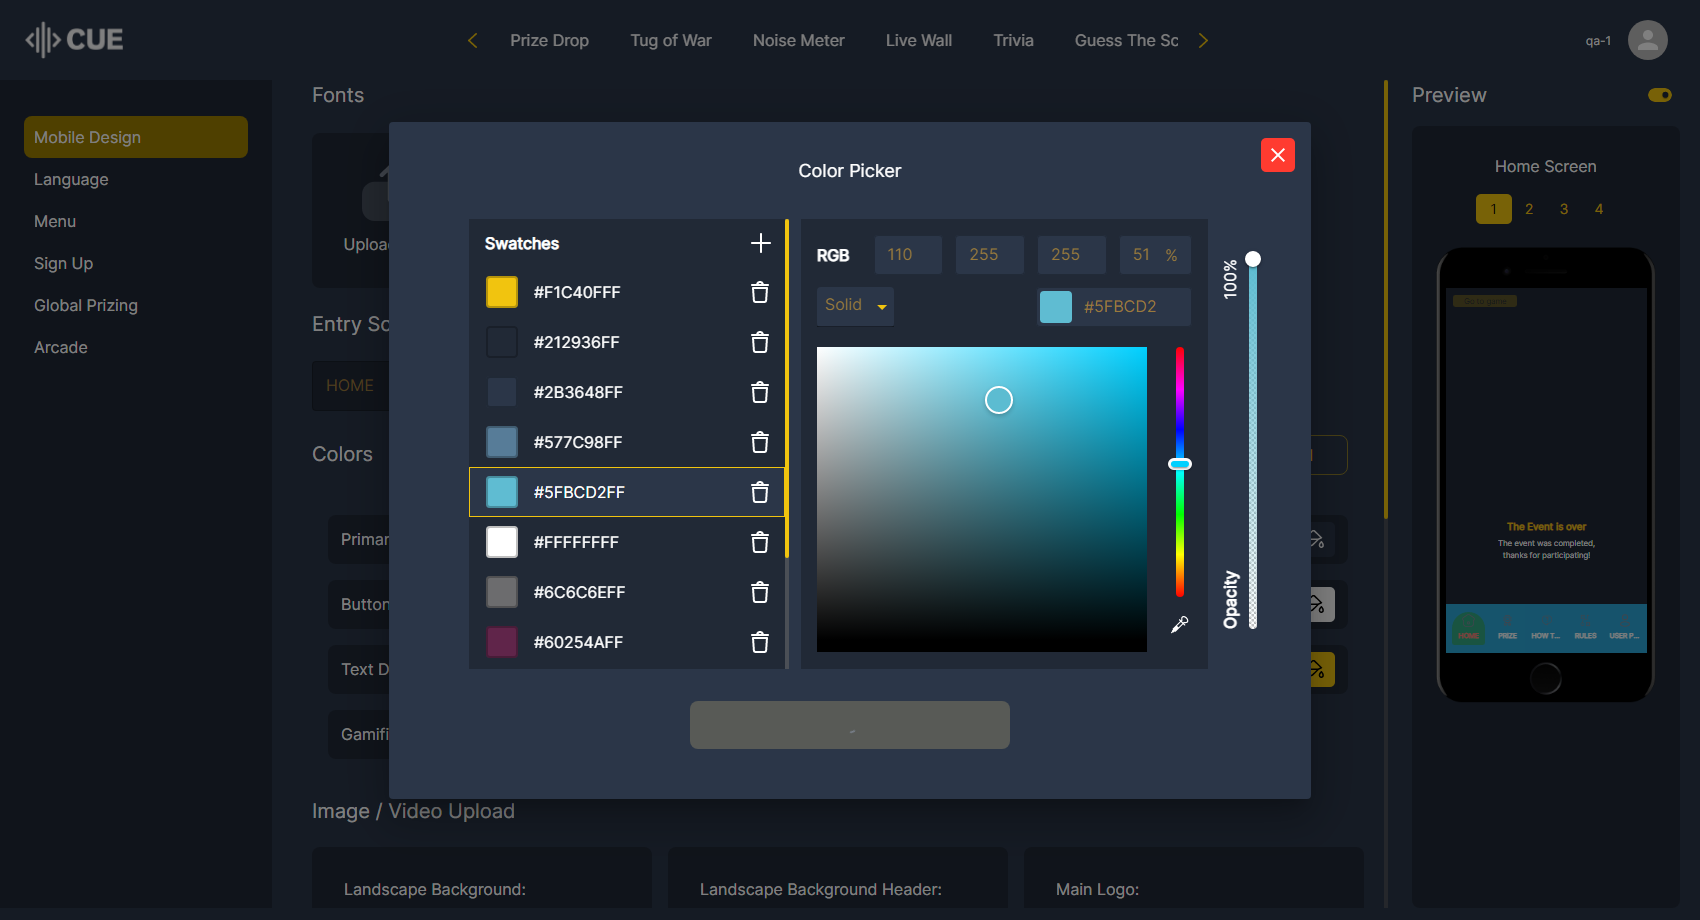 CUE
Prize Drop
Tug of War
Noise Meter
Live Wall
Trivia
Guess The Sc
qa-1
Mobile Design
Language
Menu
Sign Up
Global Prizing
Arcade
Fonts
Uploa
Entry Sc
HOME
Colors
Primar
Button
Text D
Gamifi
Image / Video Upload
Landscape Background:
Landscape Background Header:
Main Logo:
Color Picker
Swatches
#F1C40FFF
#212936FF
#2B3648FF
#577C98FF
#5FBCD2FF
#FFFFFFFF
#6C6C6EFF
#60254AFF
RGB
110
255
255
51 %
Solid
#5FBCD2
100%
Opacity
Preview
Home Screen
1 2 3 4
Go to game
The Event is over
The event was completed,
thanks for participating!
HOME PRIZE HOW T... RULES USER P...